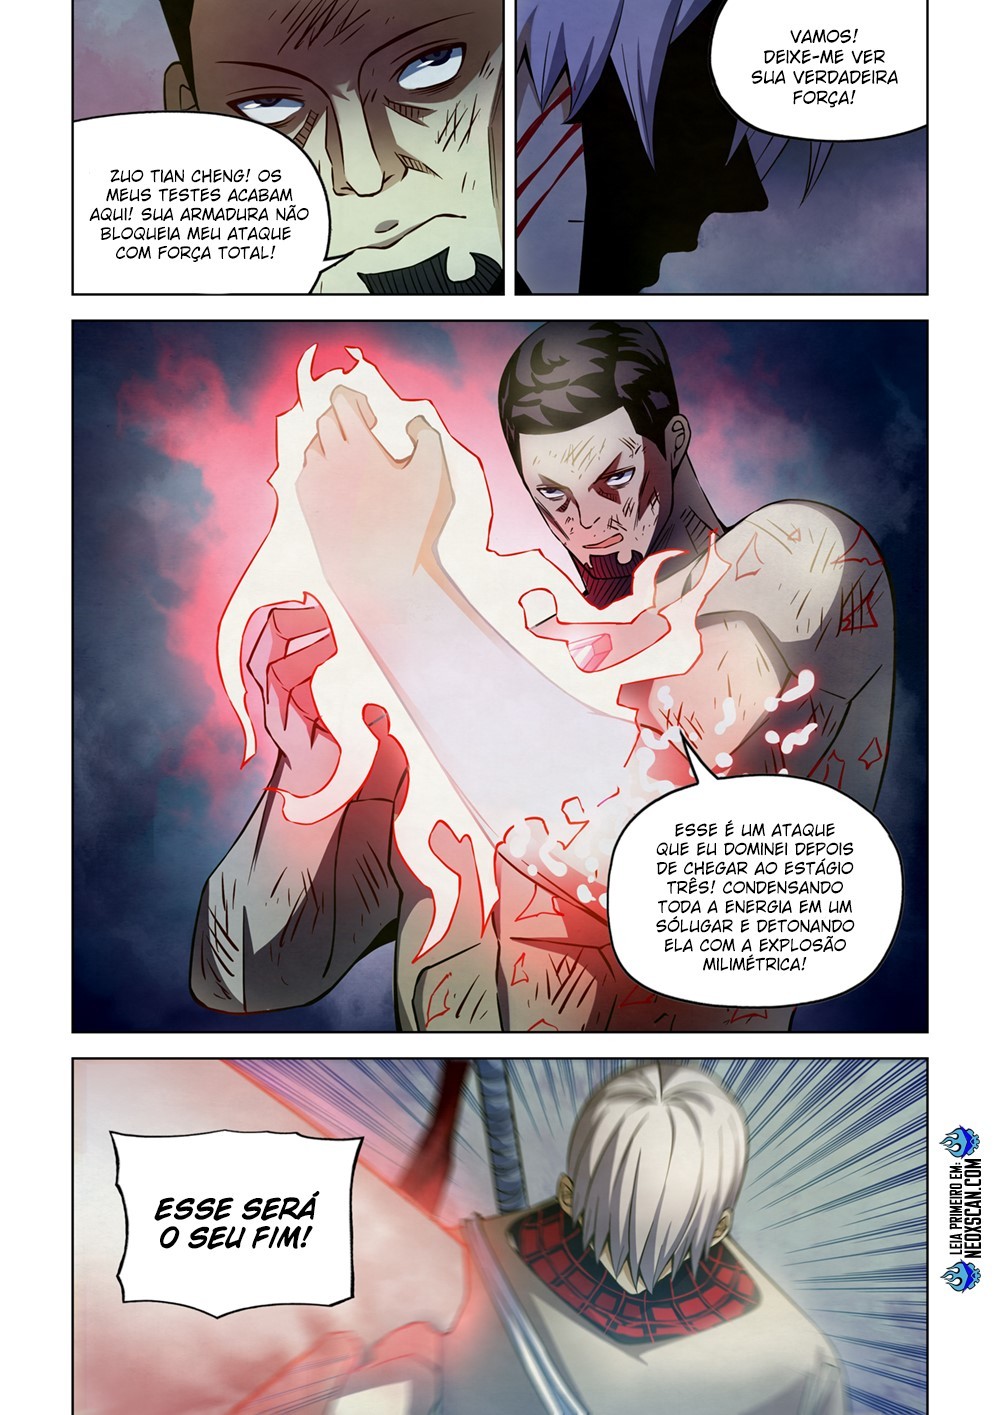 ZUO TIAN CHENG! OS
MEUS TESTES ACABAM
AQUI! SUA ARMADURA NÃO
BLOQUEIA MEU ATAQUE
COM FORÇA TOTAL!
VAMOS!
DEIXE-ME VER
SUA VERDADEIRA
FORÇA!
ESSE É UM ATAQUE
QUE EU DOMINEI DEPOIS
DE CHEGAR AO ESTÁGIO
TRÊS! CONDENSANDO
TODA A ENERGIA EM UM
SÓLUGAR E DETONANDO
ELA COM A EXPLOSÃO
MILIMÉTRICA!
ESSE SERÁ
O SEU FIM!
LEIA PRIMEIRO EM:
NEOXSCAN.COM